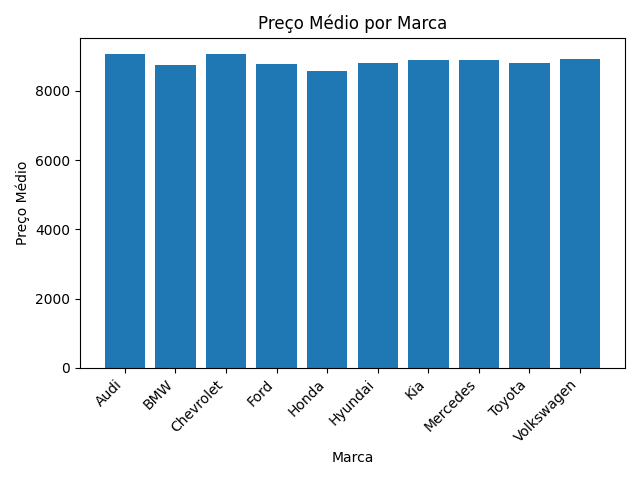 Preço Médio por Marca
Preço Médio
8000
6000
4000
2000
0
Audi
BMW
Chevrolet
Ford
Honda
Hyundai
Kia
Mercedes
Toyota
Volkswagen
Marca